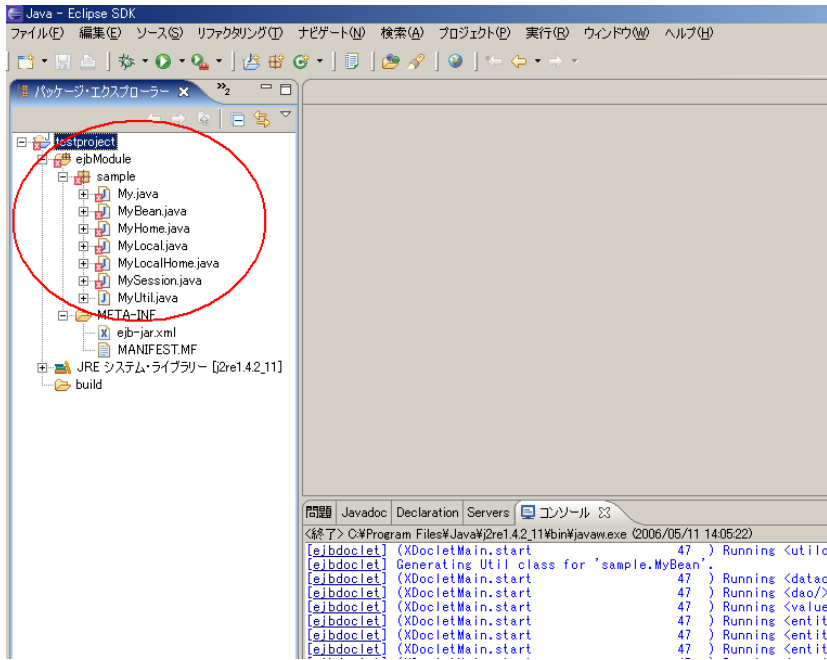 Java - Eclipse SDK
ファイル(F) 編集(E) ソース(S) リファクタリング(T) ナビゲート(N) 検索(A) プロジェクト(P) 実行(R) ウィンドウ(W) ヘルプ(H)
パッケージ・エクスプローラー
»2
testproject
ejbModule
sample
My.java
MyBean.java
MyHome.java
MyLocal.java
MyLocalHome.java
MySession.java
MyUtil.java
META-INF
ejb-jar.xml
MANIFEST.MF
JRE システム・ライブラリー [j2re1.4.2_11]
build
問題 Javadoc Declaration Servers コンソール
<終了> C:¥Program Files¥Java¥j2re1.4.2_11¥bin¥javaw.exe (2006/05/11 14:05:22)
[ejbdoclet] (XDocletMain.start 47 ) Running <utilo
[ejbdoclet] Generating Util class for 'sample.MyBean'.
[ejbdoclet] (XDocletMain.start 47 ) Running <datao
[ejbdoclet] (XDocletMain.start 47 ) Running <dao/>
[ejbdoclet] (XDocletMain.start 47 ) Running <value
[ejbdoclet] (XDocletMain.start 47 ) Running <entit
[ejbdoclet] (XDocletMain.start 47 ) Running <entit
[ejbdoclet] (XDocletMain.start 47 ) Running <entit